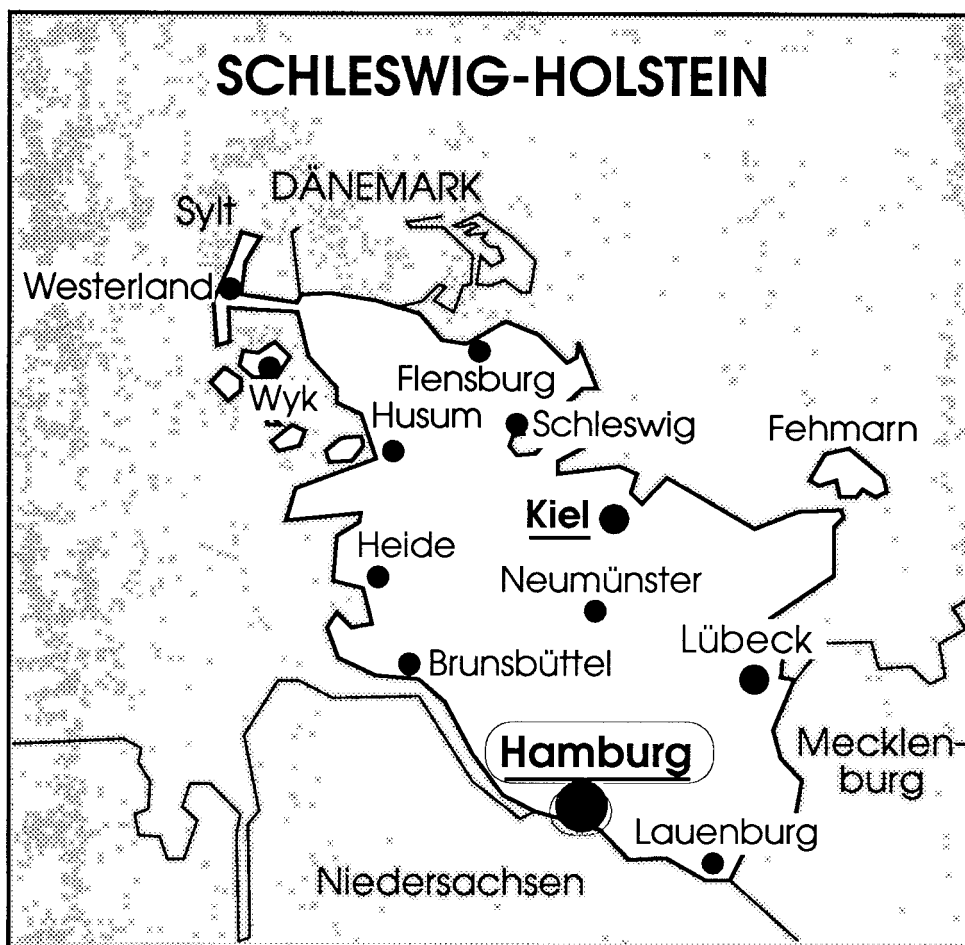 SCHLESWIG-HOLSTEIN
DÄNEMARK
Sylt
Westerland
Flensburg
Wyk
Husum
Schleswig
Fehmarn
Kiel
Heide
Neumünster
Lübeck
Brunsbüttel
Mecklen-
burg
Hamburg
Lauenburg
Niedersachsen